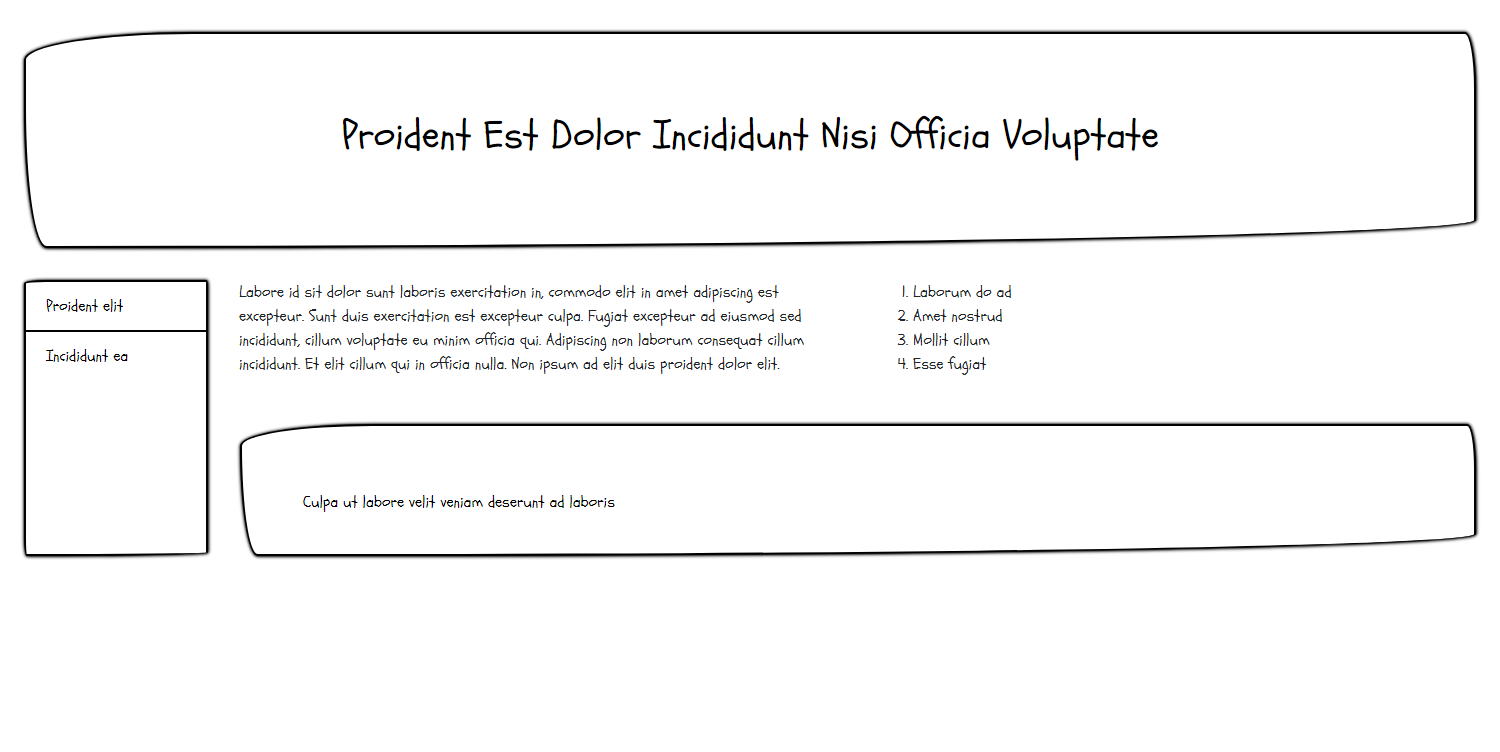 Proident Est Dolor Incididunt Nisi Officia Voluptate
Proident elit
Incididunt ea
Labore id sit dolor sunt laboris exercitation in, commodo elit in amet adipiscing est
excepteur. Sunt duis exercitation est excepteur culpa. Fugiat excepteur ad eiusmod sed
incididunt, cillum voluptate eu minim officia qui. Adipiscing non laborum consequat cillum
incididunt. Et elit cillum qui in officia nulla. Non ipsum ad elit duis proident dolor elit.
1. Laborum do ad
2. Amet nostrud
3. Mollit cillum
4. Esse fugiat
Culpa ut labore velit veniam deserunt ad laboris